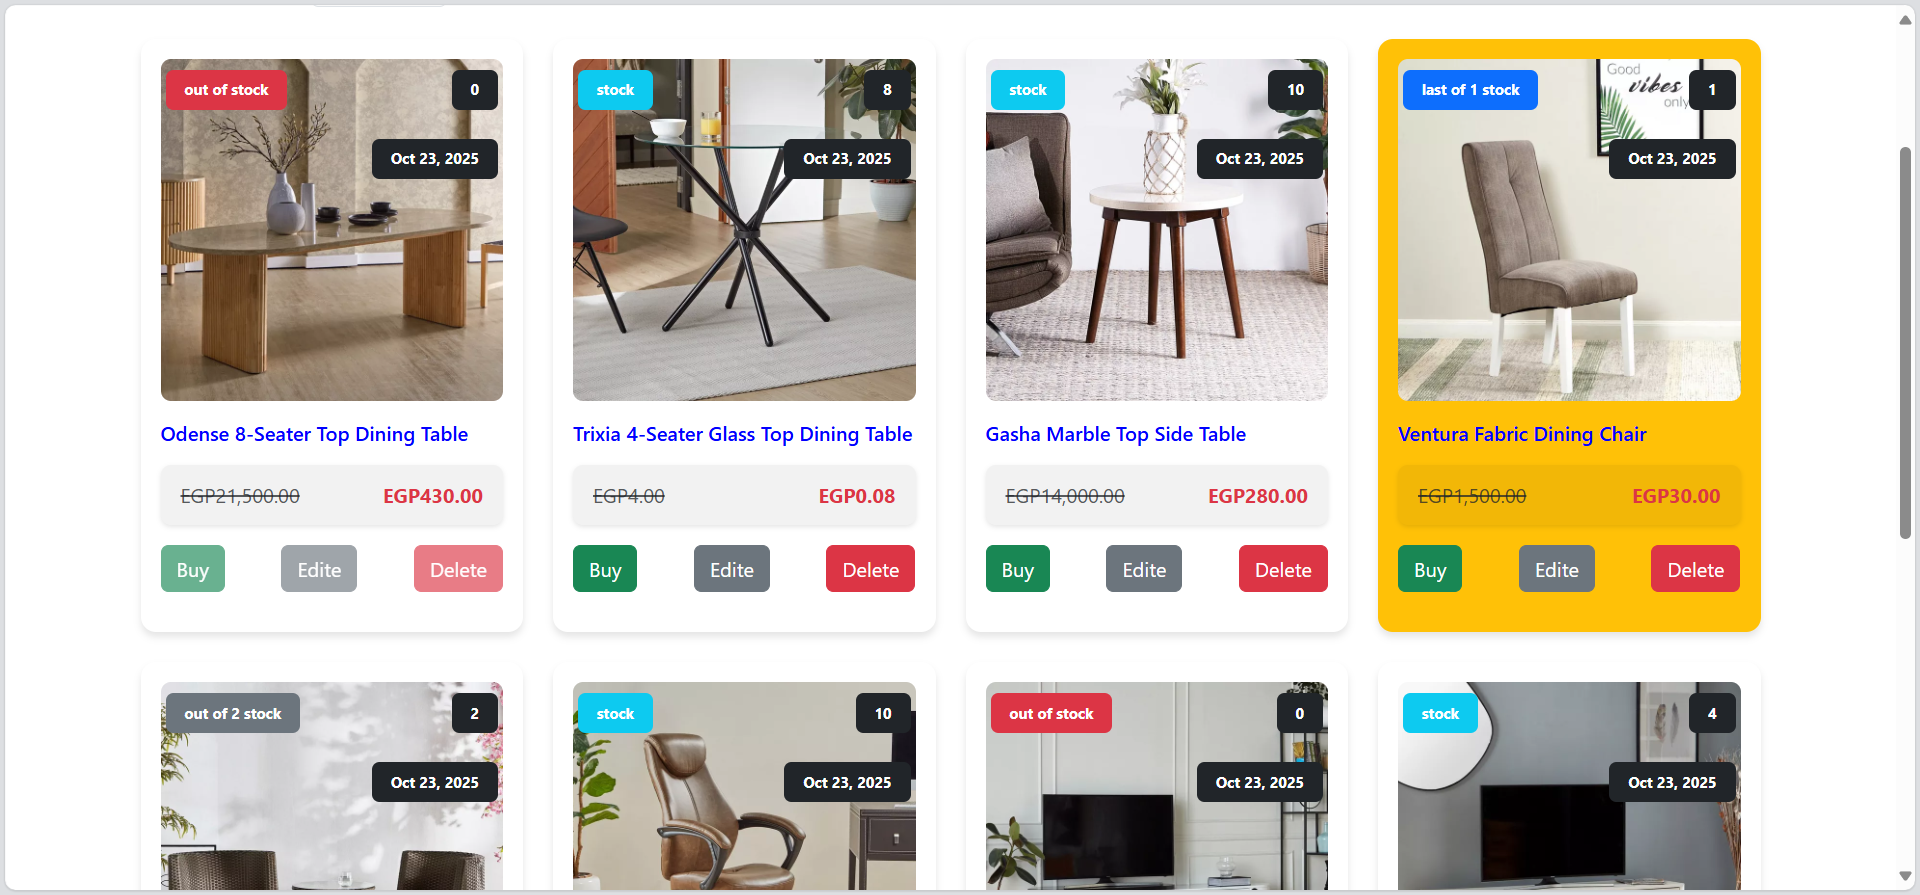 out of stock
0
Oct 23, 2025
Odense 8-Seater Top Dining Table
EGP21,500.00
EGP430.00
Buy
Edite
Delete
stock
8
Oct 23, 2025
Trixia 4-Seater Glass Top Dining Table
EGP4.00
EGP0.08
Buy
Edite
Delete
stock
10
Oct 23, 2025
Gasha Marble Top Side Table
EGP14,000.00
EGP280.00
Buy
Edite
Delete
last of 1 stock
1
Good
vibes
only
Oct 23, 2025
Ventura Fabric Dining Chair
EGP1,500.00
EGP30.00
Buy
Edite
Delete
out of 2 stock
2
Oct 23, 2025
stock
10
Oct 23, 2025
out of stock
0
Oct 23, 2025
stock
4
Oct 23, 2025